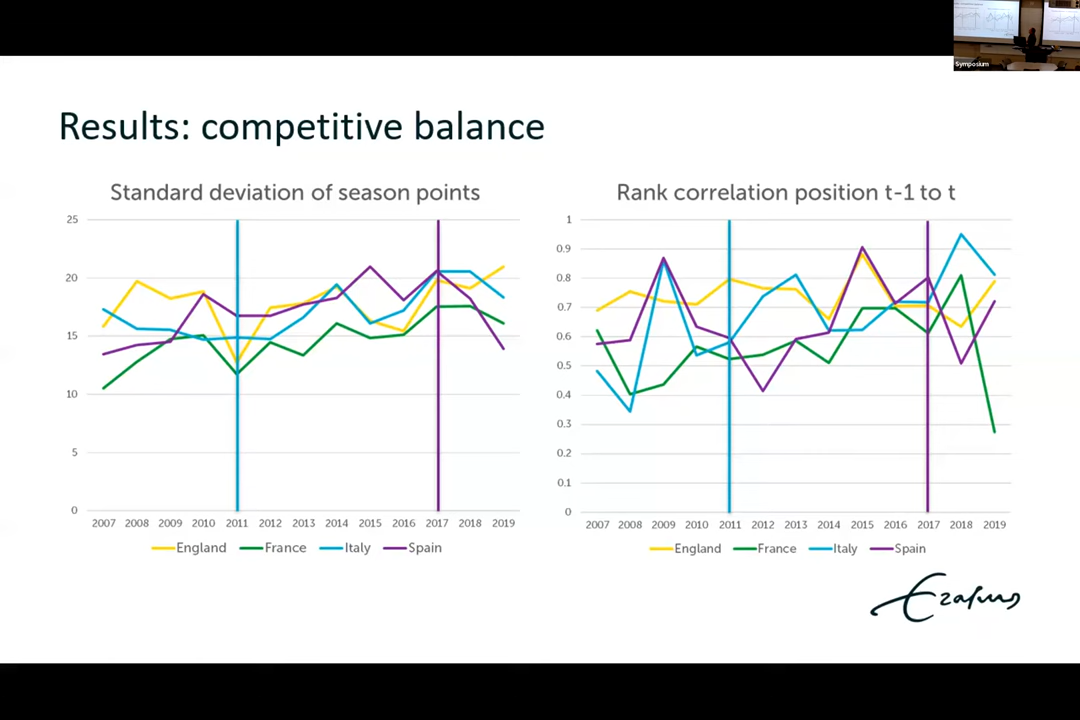 Symposium
Results: competitive balance
Standard deviation of season points
25
20
15
10
5
0
2007 2008 2009 2010 2011 2012 2013 2014 2015 2016 2017 2018 2019
England France Italy Spain
Rank correlation position t-1 to t
1
0.9
0.8
0.7
0.6
0.5
0.4
0.3
0.2
0.1
0
2007 2008 2009 2010 2011 2012 2013 2014 2015 2016 2017 2018 2019
England France Italy Spain
Erasmus